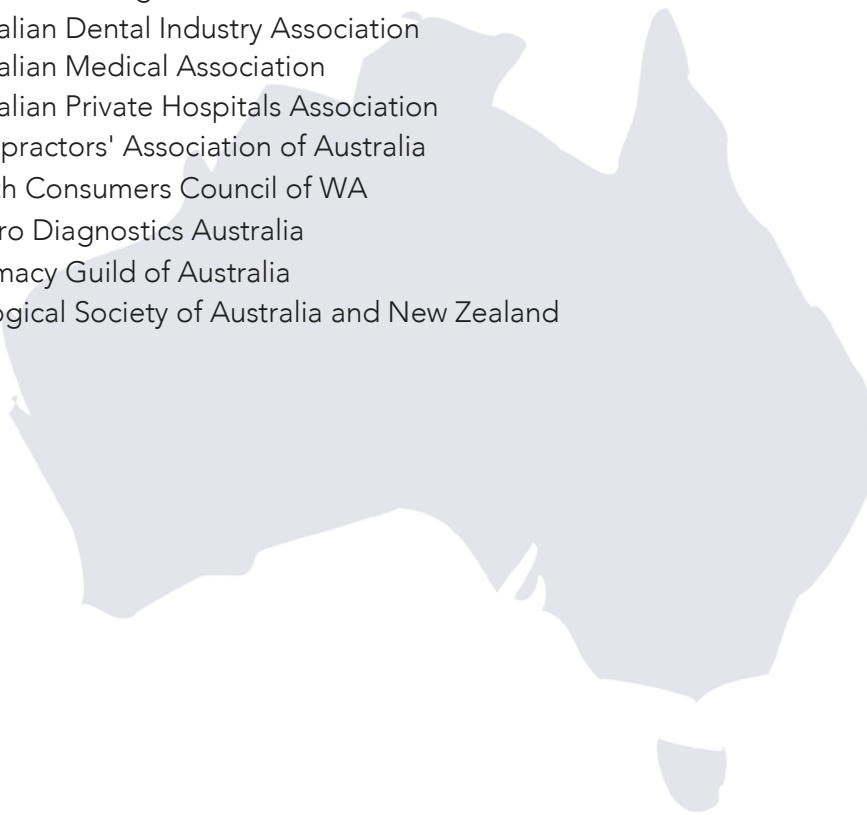 alian Dental Industry Association
alian Medical Association
alian Private Hospitals Association
practors' Association of Australia
th Consumers Council of WA
ro Diagnostics Australia
macy Guild of Australia
ogical Society of Australia and New Zealand